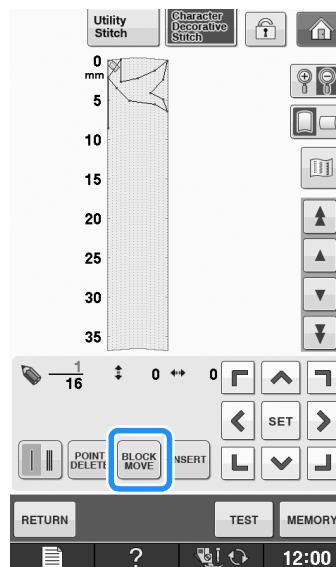 Utility
Stitch
Character
Decorative
Stitch
0
mm
5
10
15
20
25
30
35
1
16
0
0
SET
POINT
DELETE
BLOCK
MOVE
INSERT
RETURN
TEST
MEMORY
?
12:00